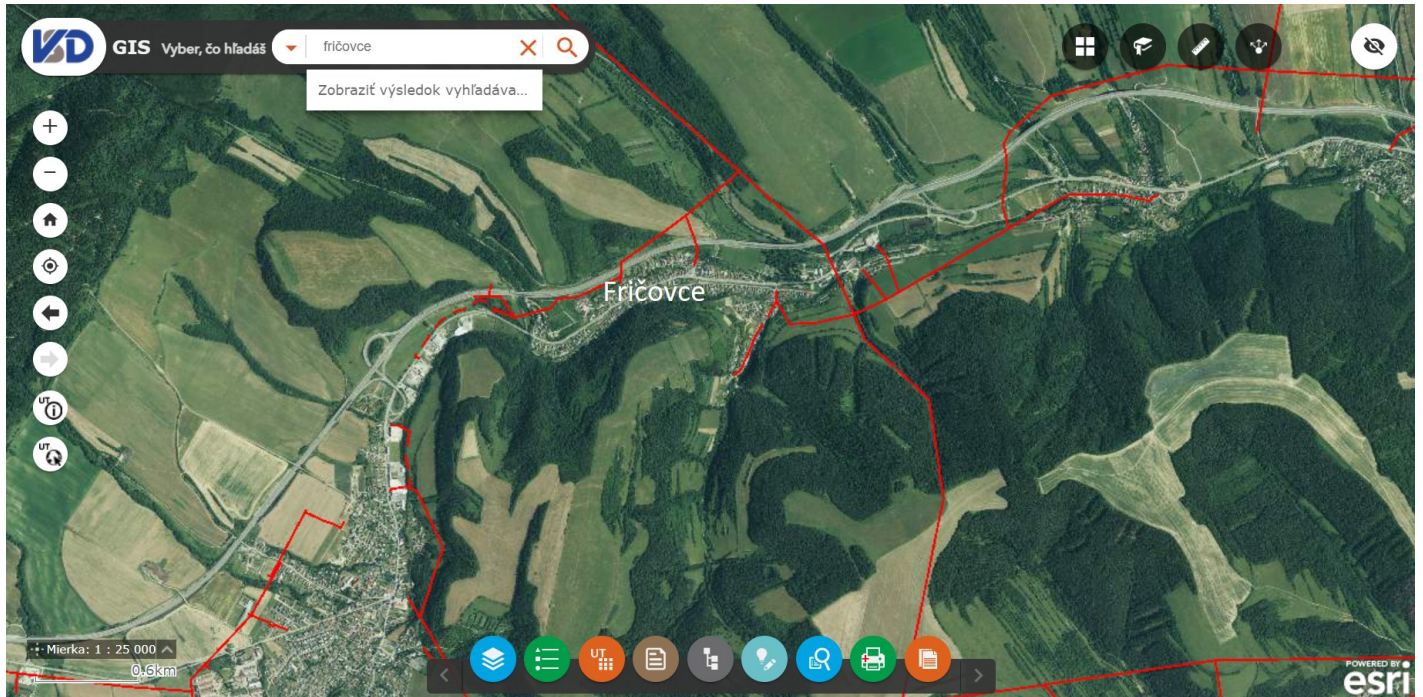 VSD GIS Vyber, čo hľadáš fričovce
Zobraziť výsledok vyhľadáva...
Fričovce
UT
UT
Mierka: 1 : 25 000
0.6km
UT
POWERED BY
esri